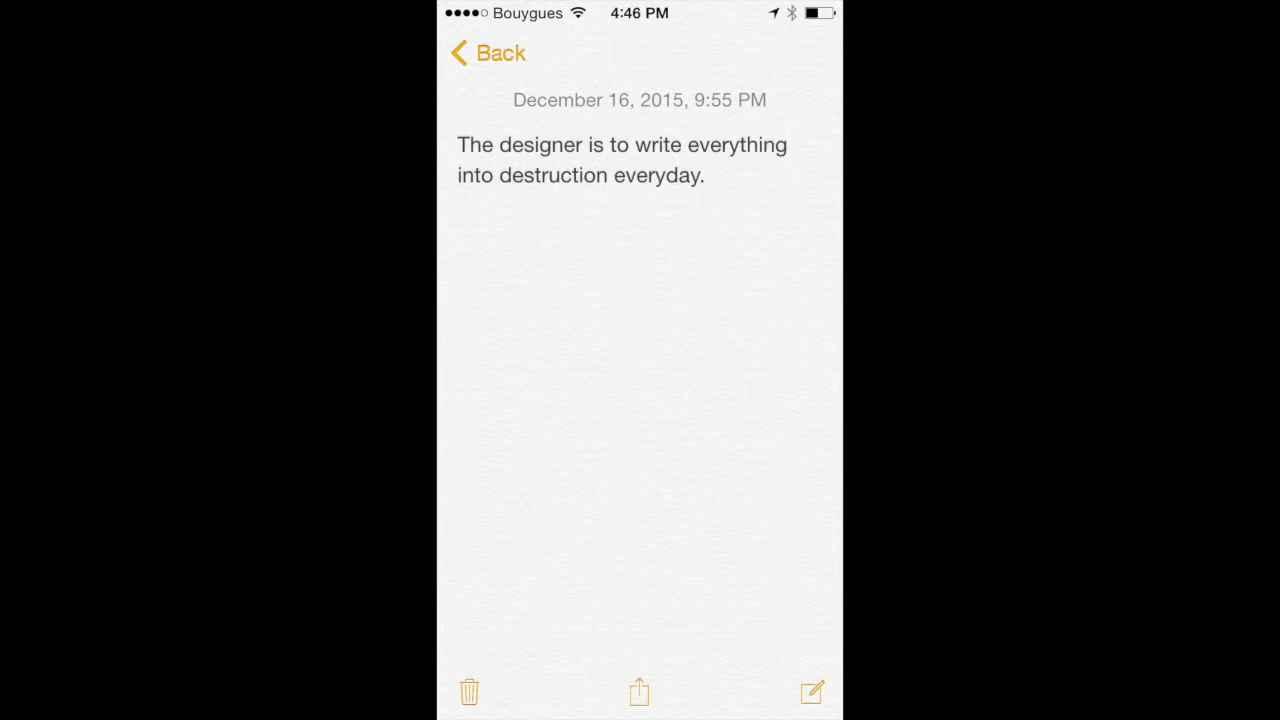 Bouygues 4:46 PM
Back
December 16, 2015, 9:55 PM
The designer is to write everything
into destruction everyday.